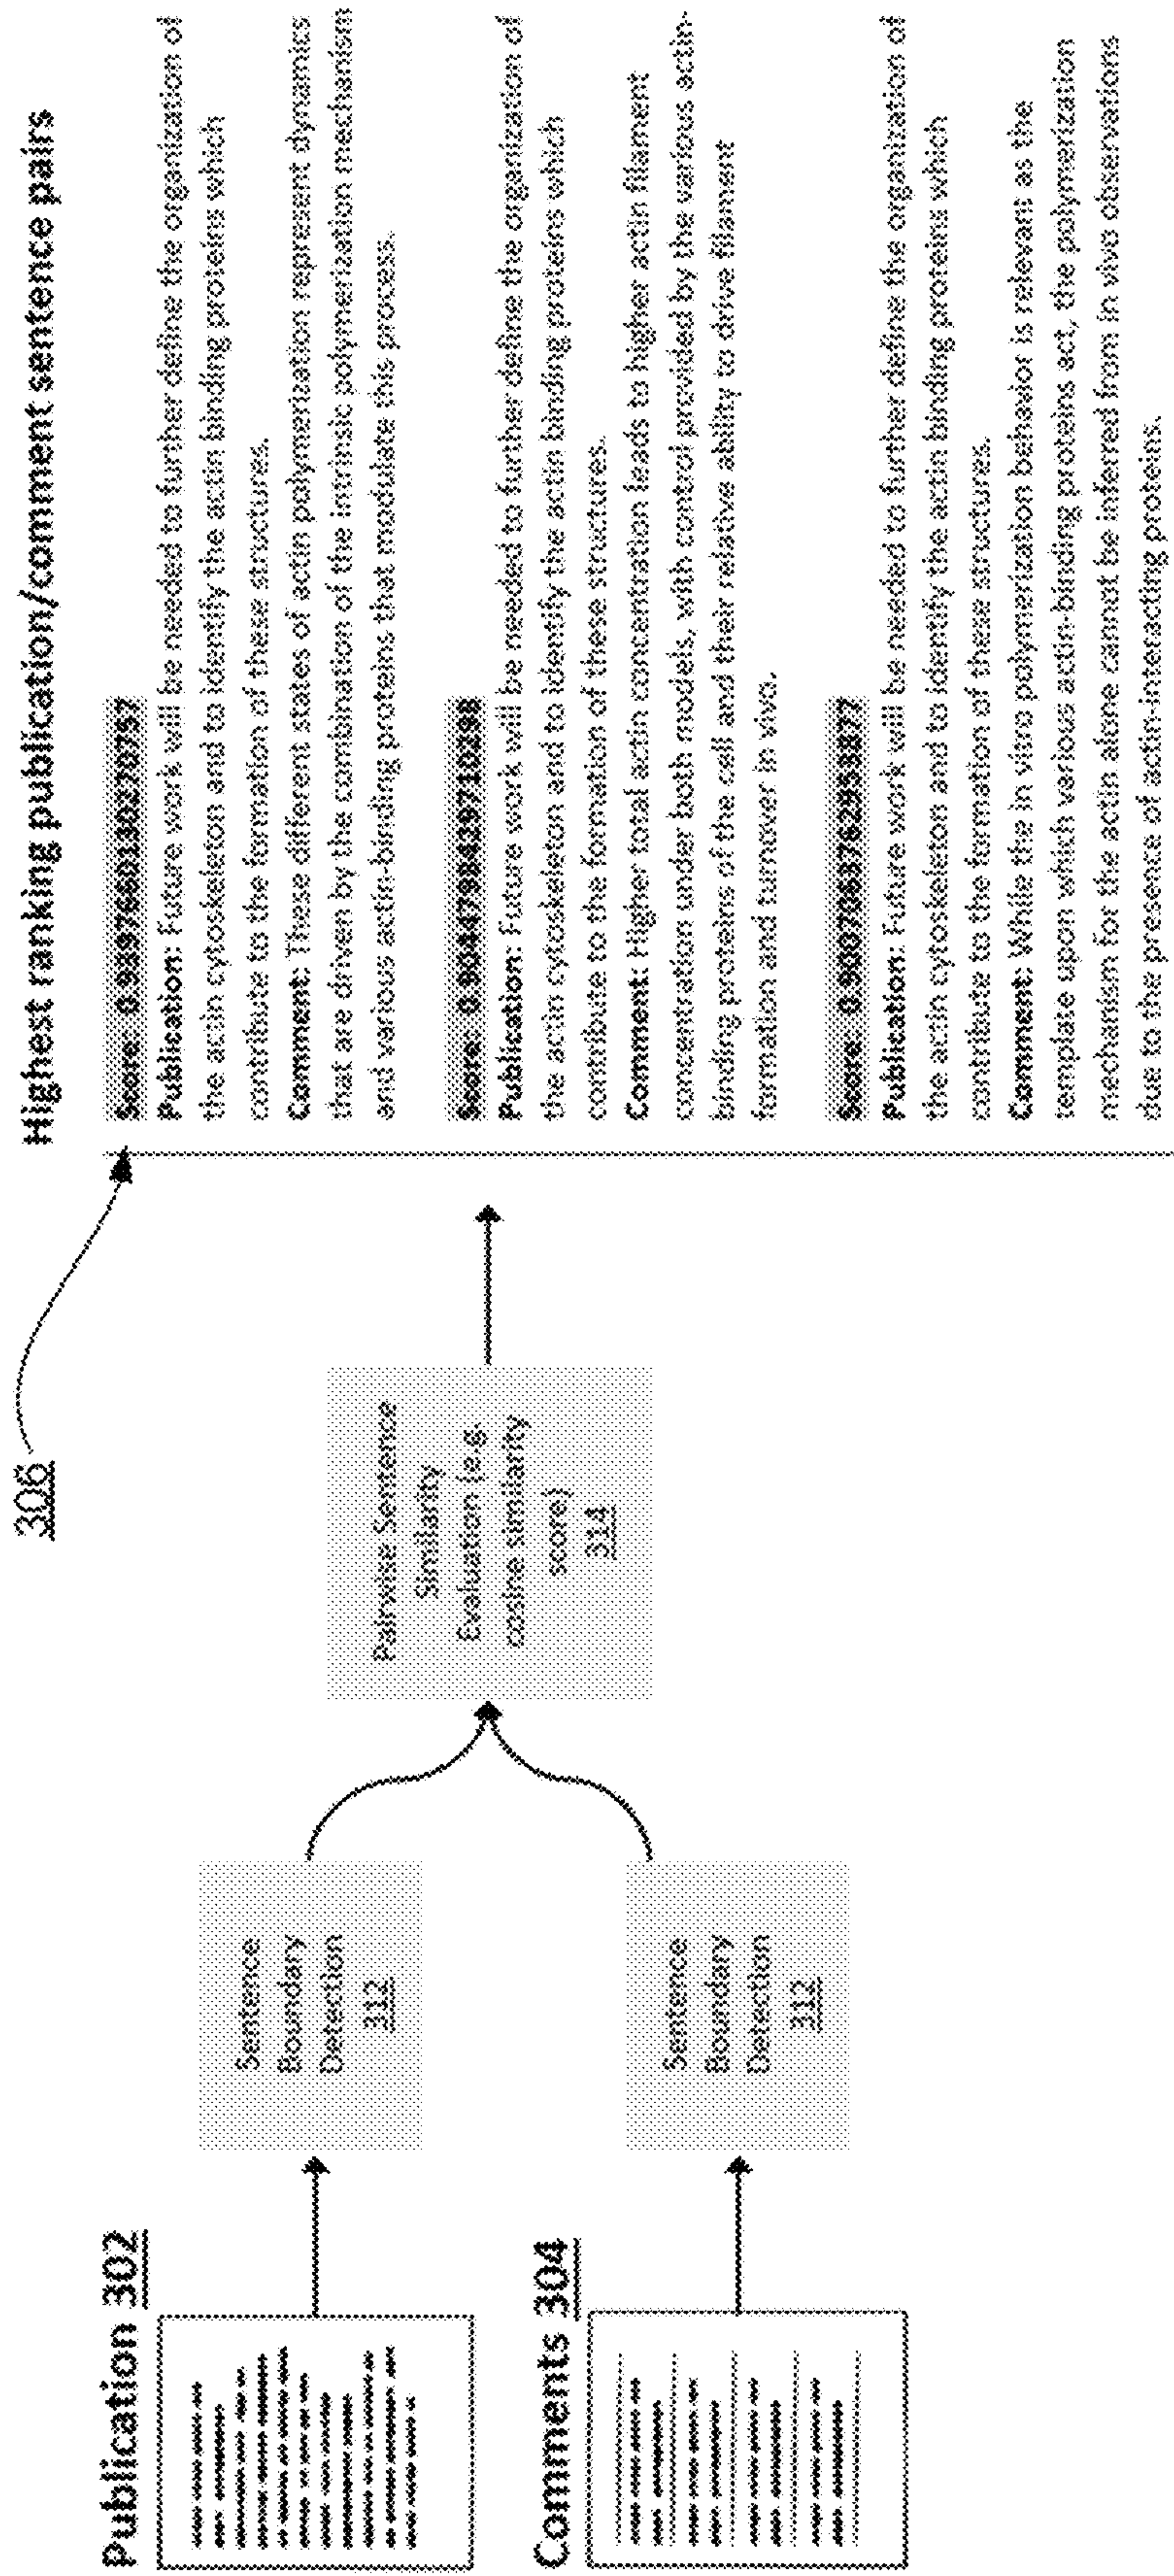 Publication 302
Comments 304
Sentence
Boundary
Detection
312
Sentence
Boundary
Detection
312
Pairwise Sentence
Similarity
Evaluation (e.g.
cosine similarity
score)
314
306
Highest ranking publication/comment sentence pairs
Score:
Publication: Future work will be needed to further define the organization of
the actin cytoskeleton and to identify the actin binding proteins which
contribute to the formation of these structures.
Comment: These different states of actin polymerization represent dynamics
that are driven by the combination of the intrinsic polymerization mechanism
and various actin-binding proteins that modulate this process.
Score:
Publication: Future work will be needed to further define the organization of
the actin cytoskeleton and to identify the actin binding proteins which
contribute to the formation of these structures.
Comment: Higher total actin concentration leads to higher actin filament
concentration under both models, with control provided by the various actin-
binding proteins of the cell and their relative ability to drive filament
formation and turnover in vivo.
Score:
Publication: Future work will be needed to further define the organization of
the actin cytoskeleton and to identify the actin binding proteins which
contribute to the formation of these structures.
Comment: While the in vitro polymerization behavior is relevant as the
template upon which various actin-binding proteins act, the polymerization
mechanism for the actin alone cannot be inferred from in vivo observations
due to the presence of actin-interacting proteins.